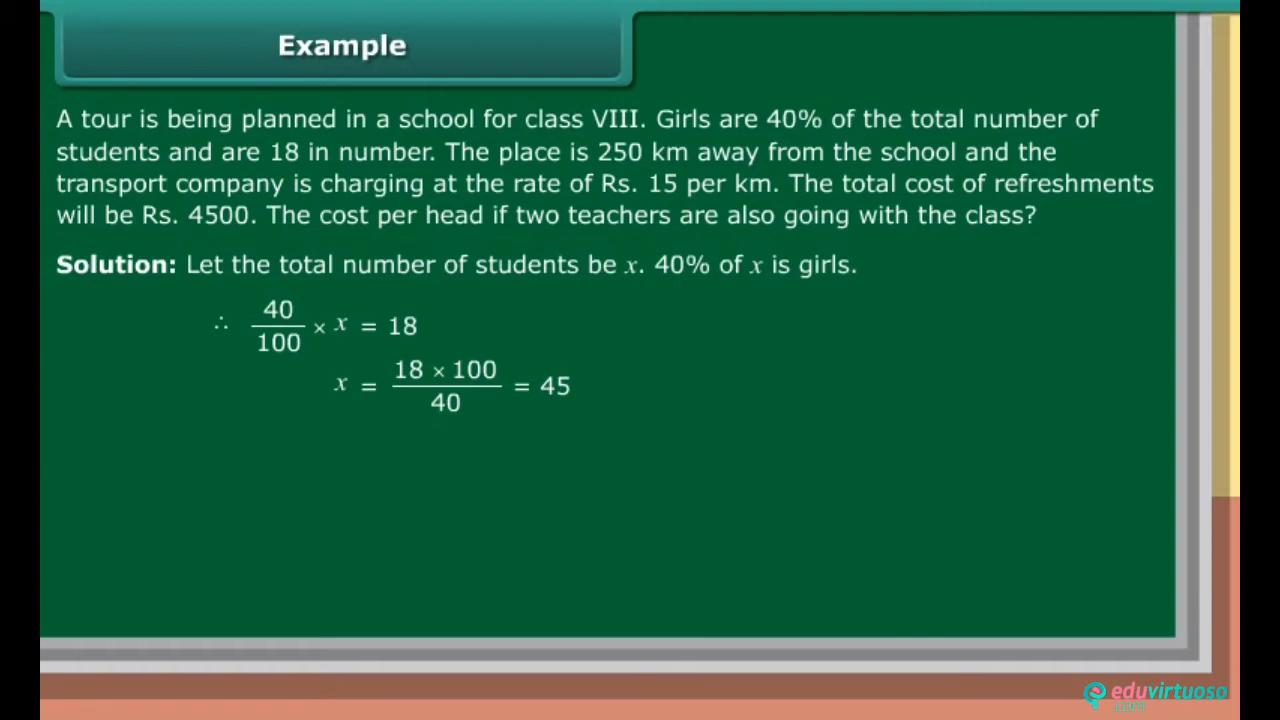 Example
A tour is being planned in a school for class VIII. Girls are 40% of the total number of
students and are 18 in number. The place is 250 km away from the school and the
transport company is charging at the rate of Rs. 15 per km. The total cost of refreshments
will be Rs. 4500. The cost per head if two teachers are also going with the class?
Solution: Let the total number of students be x. 40% of x is girls.
∴ 40/100 × x = 18
x = 18 × 100/40 = 45
eduvirtuoso
.com